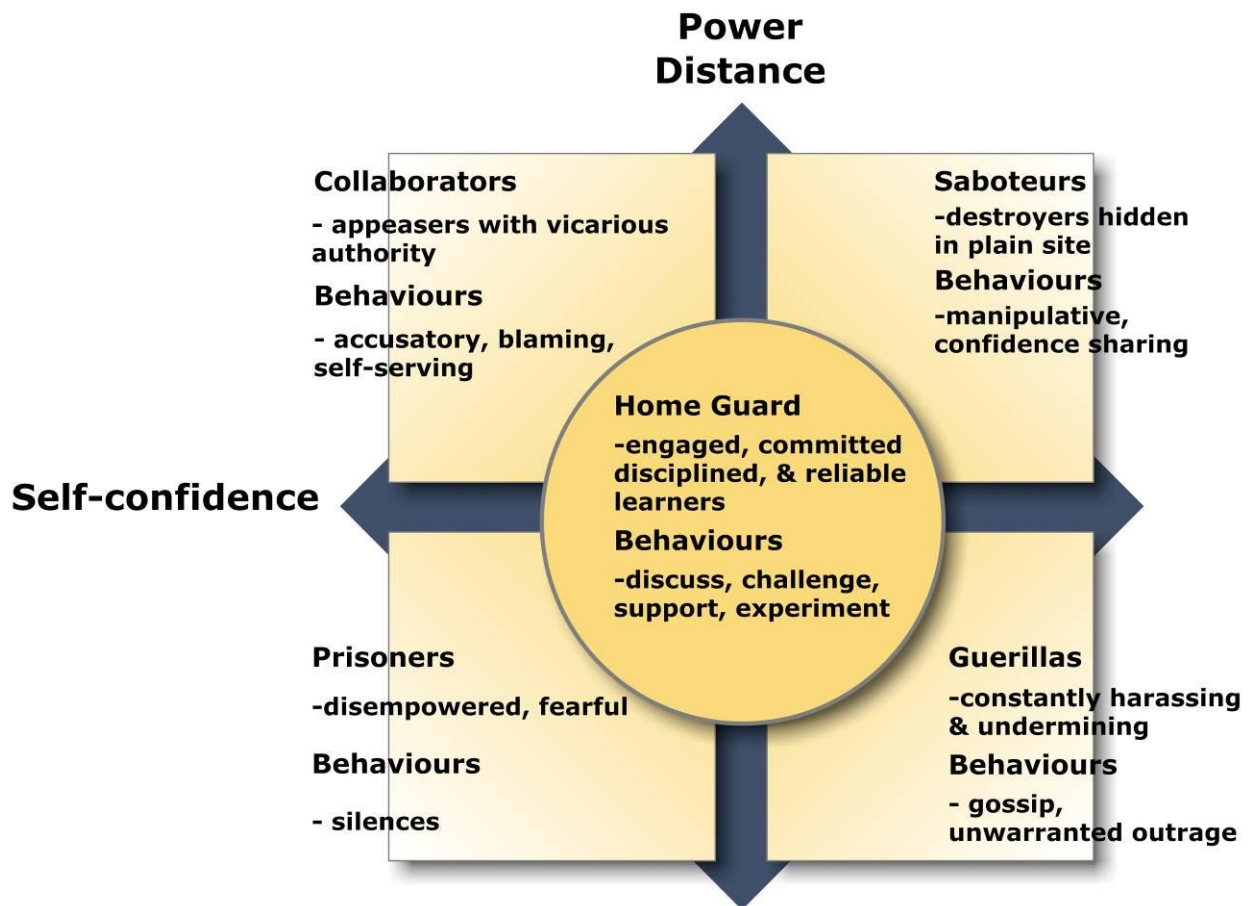 Power
Distance
Collaborators
- appeasers with vicarious
authority
Behaviours
- accusatory, blaming,
self-serving
Saboteurs
-destroyers hidden
in plain site
Behaviours
-manipulative,
confidence sharing
Home Guard
-engaged, committed
disciplined, & reliable
learners
Behaviours
-discuss, challenge,
support, experiment
Self-confidence
Prisoners
-disempowered, fearful
Behaviours
- silences
Guerillas
-constantly harassing
& undermining
Behaviours
- gossip,
unwarranted outrage